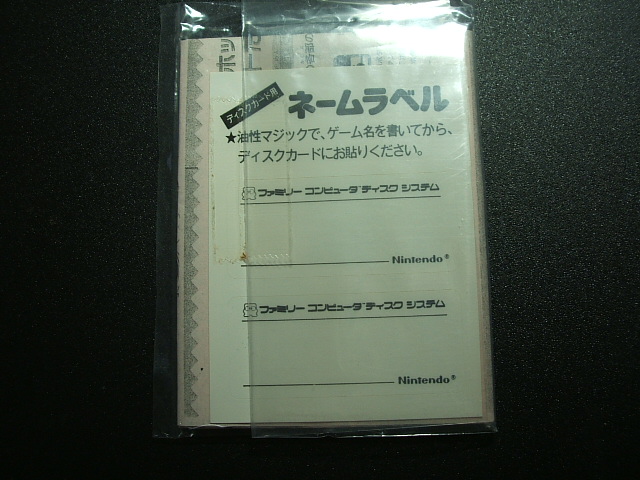 ディスクカード用
ネームラベル
★油性マジックで、ゲーム名を書いてから、
ディスクカードにお貼りください。
ファミリー コンピュータ ディスク システム
Nintendo®
ファミリー コンピュータ ディスク システム
Nintendo®